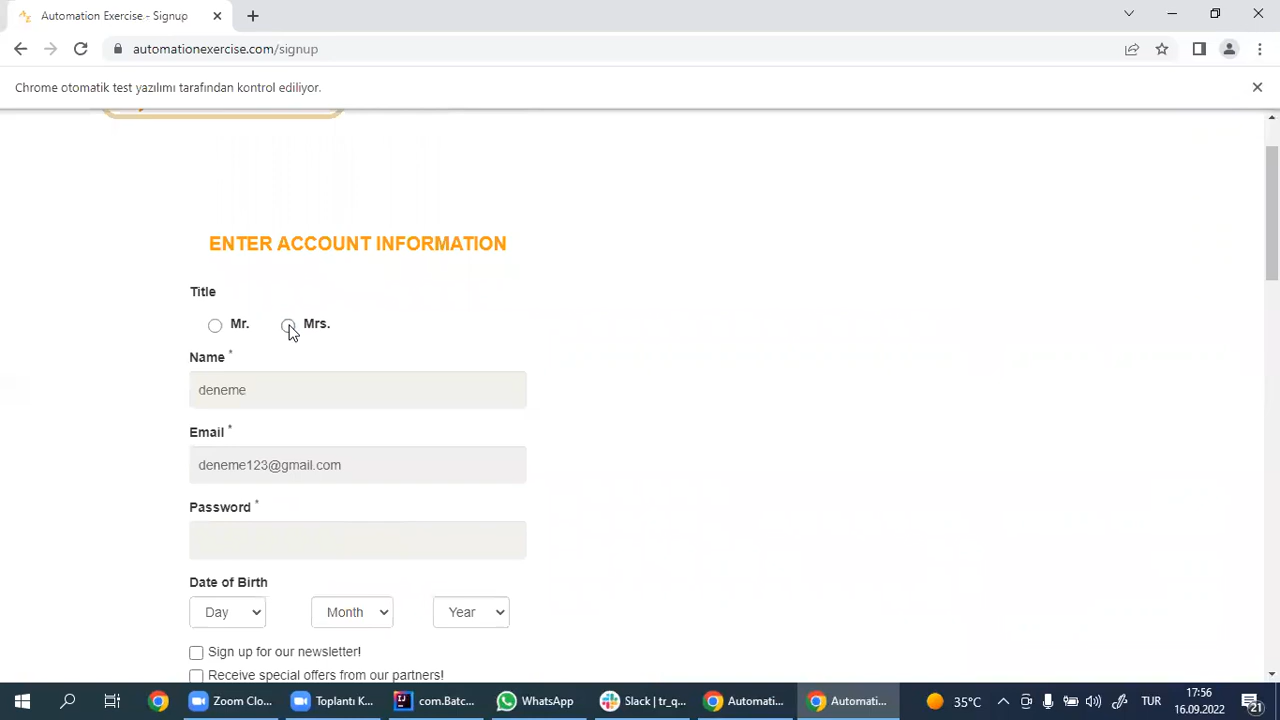 Automation Exercise - Signup
automationexercise.com/signup
Chrome otomatik test yazılımı tarafından kontrol ediliyor.
ENTER ACCOUNT INFORMATION
Title
Mr. Mrs.
Name *
deneme
Email *
deneme123@gmail.com
Password *
Date of Birth
Day Month Year
Sign up for our newsletter!
Receive special offers from our partners!
Zoom Clo... Toplantı K... com.Batc... WhatsApp Slack | tr_q... Automati... Automati... 35°C TUR 17:56
16.09.2022 21